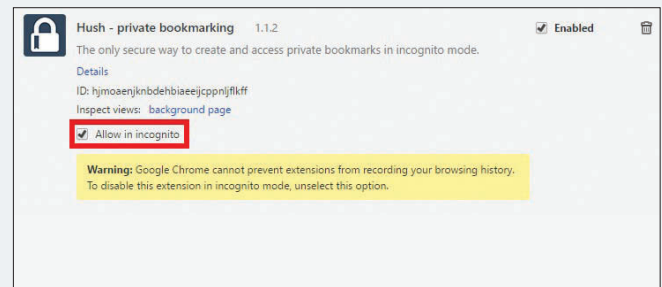 Hush - private bookmarking 1.1.2 Enabled
The only secure way to create and access private bookmarks in incognito mode.
Details
ID: hjmoaenjknbdehbiaeeijcppnljflkff
Inspect views: background page
Allow in incognito
Warning: Google Chrome cannot prevent extensions from recording your browsing history.
To disable this extension in incognito mode, unselect this option.